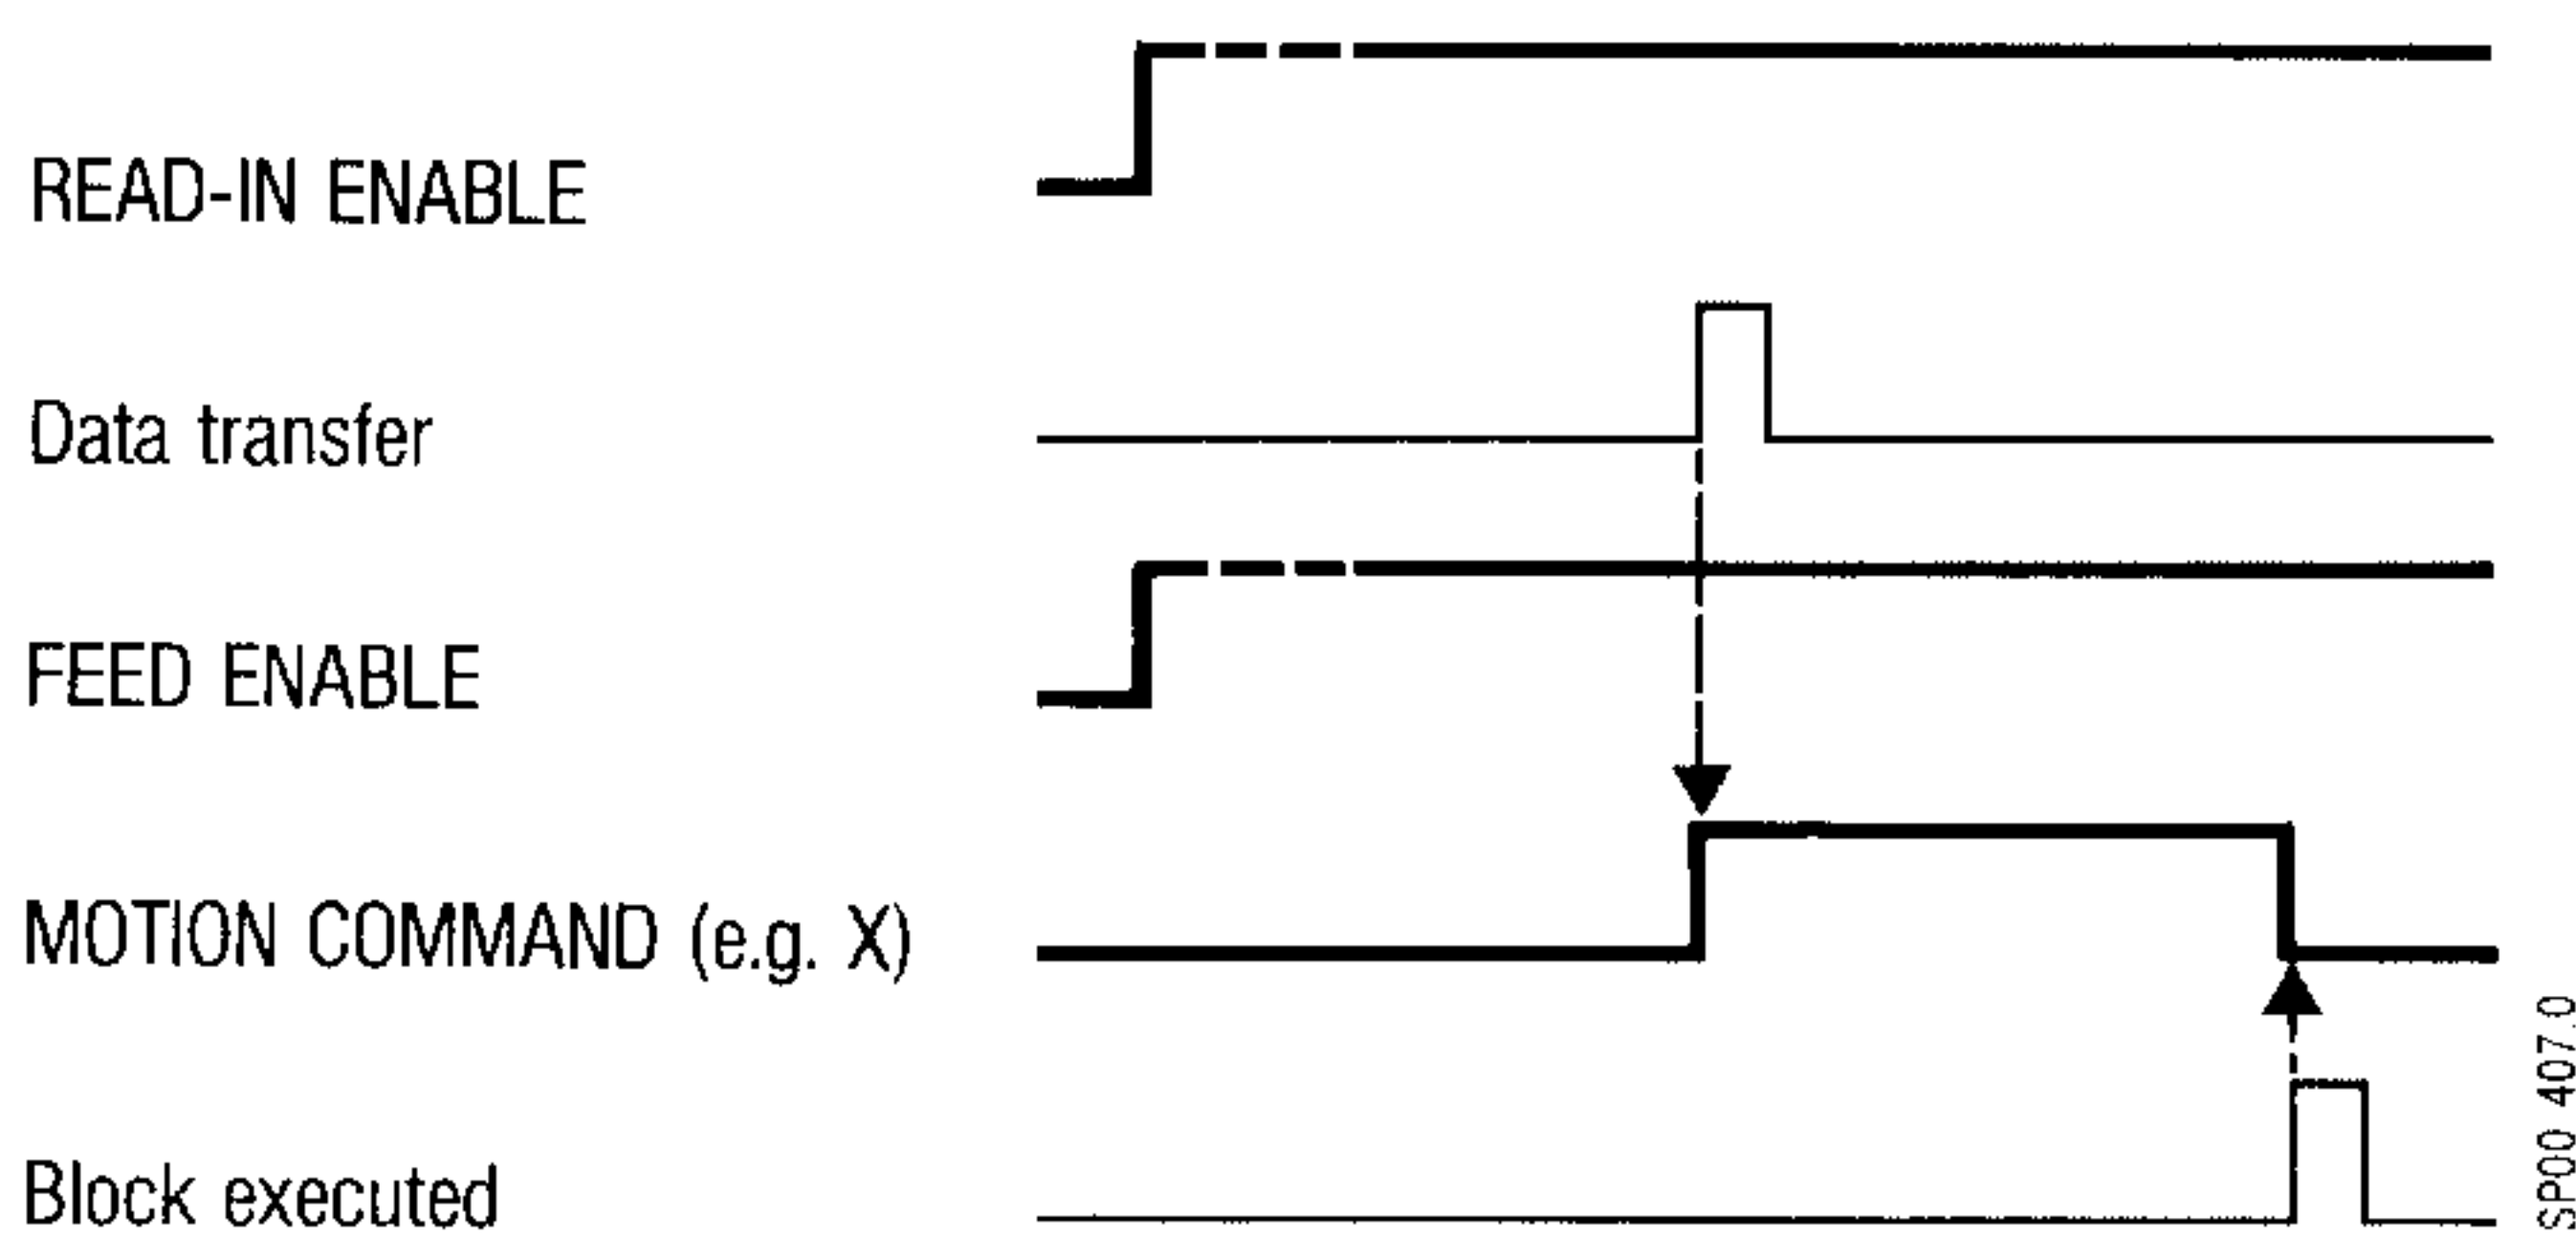 READ-IN ENABLE
Data transfer
FEED ENABLE
MOTION COMMAND (e.g. X)
Block executed
SP00 407.0